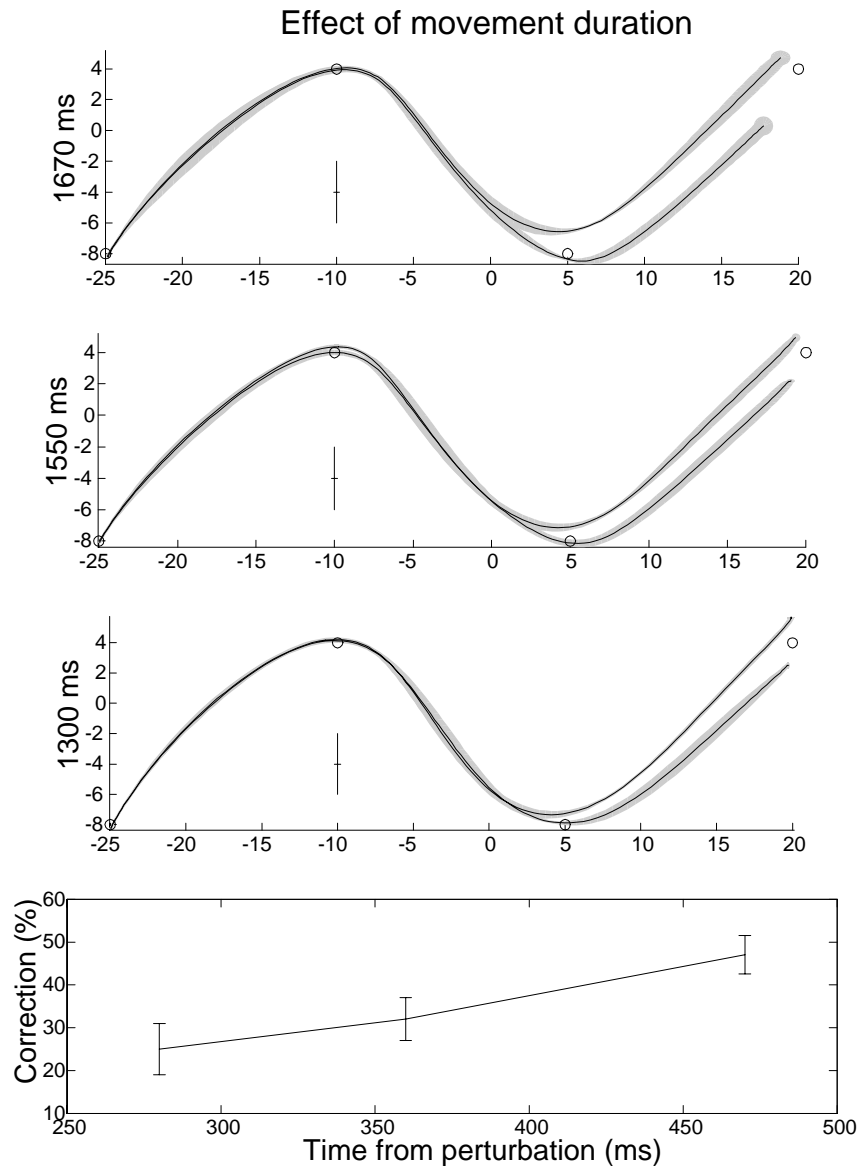 Effect of movement duration
1670 ms
4
2
0
-2
-4
-6
-8
-25 -20 -15 -10 -5 0 5 10 15 20
1550 ms
4
2
0
-2
-4
-6
-8
-25 -20 -15 -10 -5 0 5 10 15 20
1300 ms
4
2
0
-2
-4
-6
-8
-25 -20 -15 -10 -5 0 5 10 15 20
Correction (%)
60
50
40
30
20
10
250 300 350 400 450 500
Time from perturbation (ms)